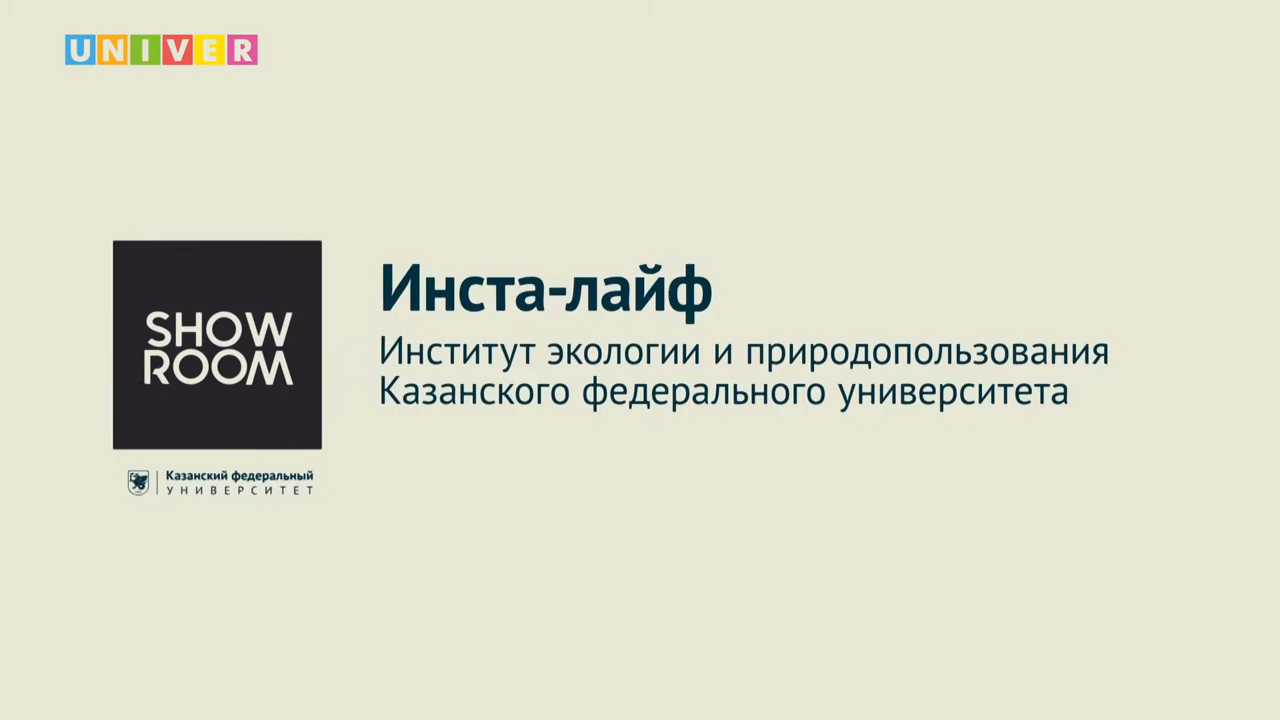 UNIVER
SHOW
ROOM
Инста-лайф
Институт экологии и природопользования
Казанского федерального университета
Казанский федеральный
УНИВЕРСИТЕТ